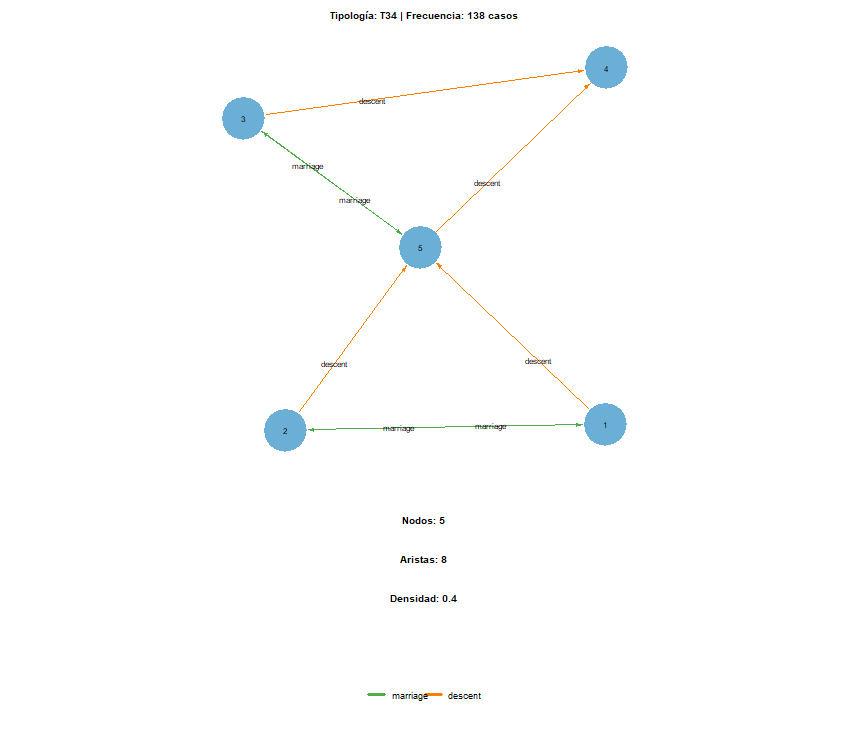 Tipología: T34 | Frecuencia: 138 casos
4
descent
3
marriage
descent
marriage
5
descent
descent
marriage
marriage
2
1
Nodos: 5
Aristas: 8
Densidad: 0.4
marriage descent